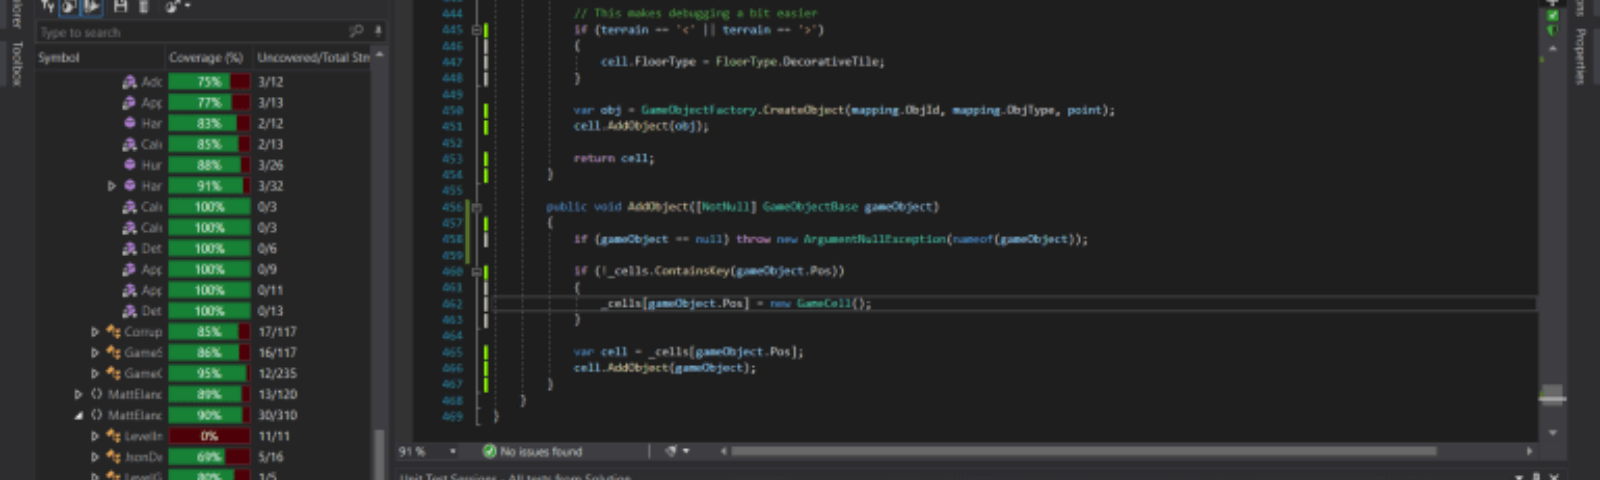 Type to search
Symbol Coverage (%) Uncovered/Total Stm
75% 3/12
App 77% 3/13
Har 83% 2/12
Cal 85% 2/13
Hur 88% 3/26
Har 91% 3/32
Cal 100% 0/3
Cal 100% 0/3
Det 100% 0/6
App 100% 0/9
App 100% 0/11
Det 100% 0/13
Corrup 85% 17/117
GameS 86% 16/117
GameC 95% 12/235
MattElanc 89% 13/120
MattElanc 90% 30/310
LevelIn 0% 11/11
JsonDe 69% 5/16
LevelG 80% 1/5
444 // This makes debugging a bit easier
445 if (terrain == '<' || terrain == '>')
446 {
447 cell.FloorType = FloorType.DecorativeTile;
448 }
449
450 var obj = GameObjectFactory.CreateObject(mapping.ObjId, mapping.ObjType, point);
451 cell.AddObject(obj);
452
453 return cell;
454 }
455
456 public void AddObject([NotNull] GameObjectBase gameObject)
457 {
458 if (gameObject == null) throw new ArgumentNullException(nameof(gameObject));
459
460 if (!_cells.ContainsKey(gameObject.Pos))
461 {
462 _cells[gameObject.Pos] = new GameCell();
463 }
464
465 var cell = _cells[gameObject.Pos];
466 cell.AddObject(gameObject);
467 }
468 }
469 }
91 % No issues found
Unit Test Sessions - All tests from Solution
Toolbox
Properties